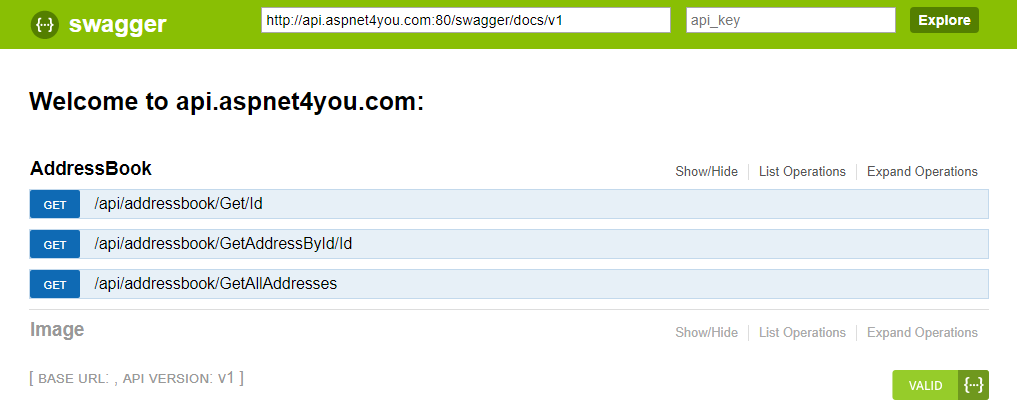 {···} swagger http://api.aspnet4you.com:80/swagger/docs/v1 api_key Explore
Welcome to api.aspnet4you.com:
AddressBook Show/Hide List Operations Expand Operations
GET /api/addressbook/Get/Id
GET /api/addressbook/GetAddressById/Id
GET /api/addressbook/GetAllAddresses
Image Show/Hide List Operations Expand Operations
[ BASE URL: , API VERSION: v1 ] VALID {···}